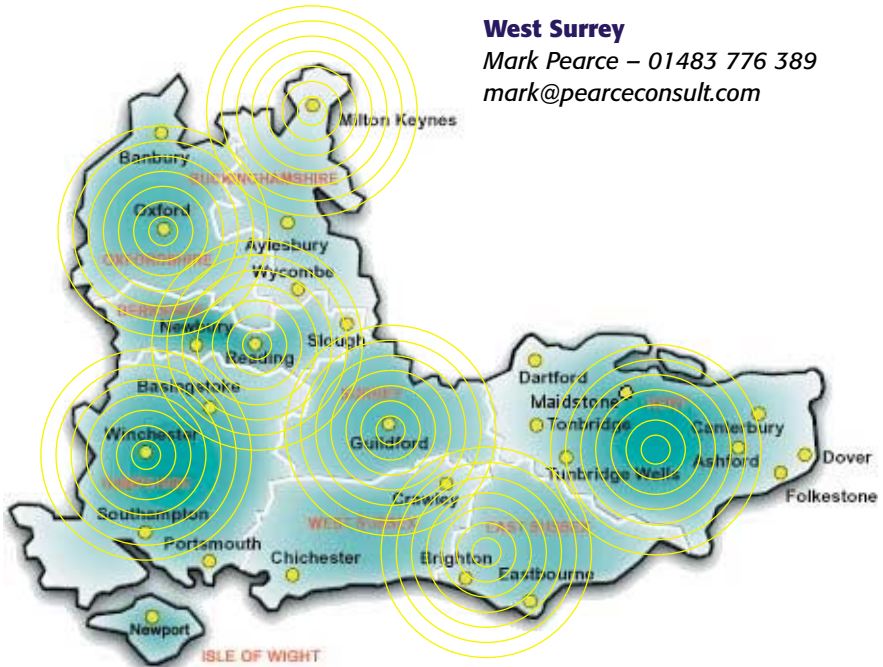 West Surrey
Mark Pearce – 01483 776 389
mark@pearceconsult.com
Milton Keynes
Banbury
BUCKINGHAMSHIRE
Oxford
Aylesbury
OXFORDSHIRE
Wycombe
BERKSHIRE
Newbury
Slough
Reading
Dartford
Basingstoke
SURREY
Maidstone
KENT
Canterbury
Tonbridge
Winchester
Guildford
Dover
Ashford
Tunbridge Wells
HAMPSHIRE
Crawley
Folkestone
Southampton
WEST SUSSEX
EAST SUSSEX
Portsmouth
Chichester
Brighton
Eastbourne
Newport
ISLE OF WIGHT